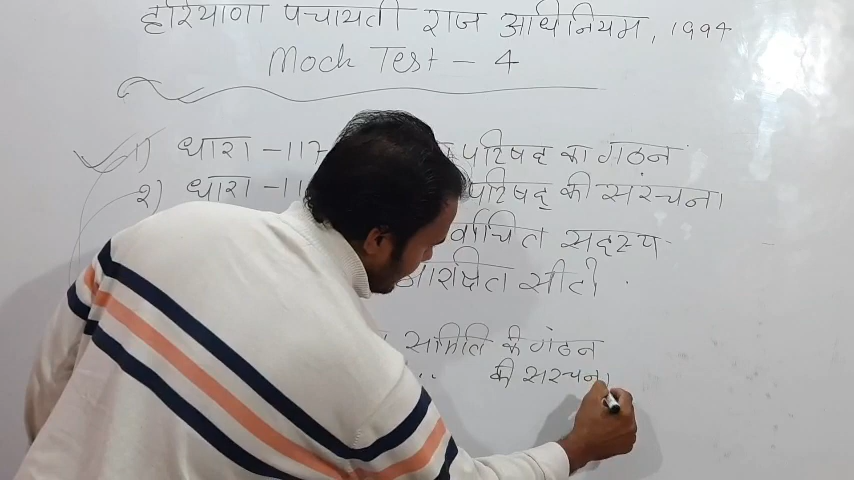 हरियाणा पंचायती राज अधिनियम, 1994
Mock Test - 4
1) धारा - 117 परिषद का गठन
2) धारा - 11 परिषद् की संरचना
र्वाचित सदस्य
आरक्षित सीटें
समिति के गठन
की संरचना